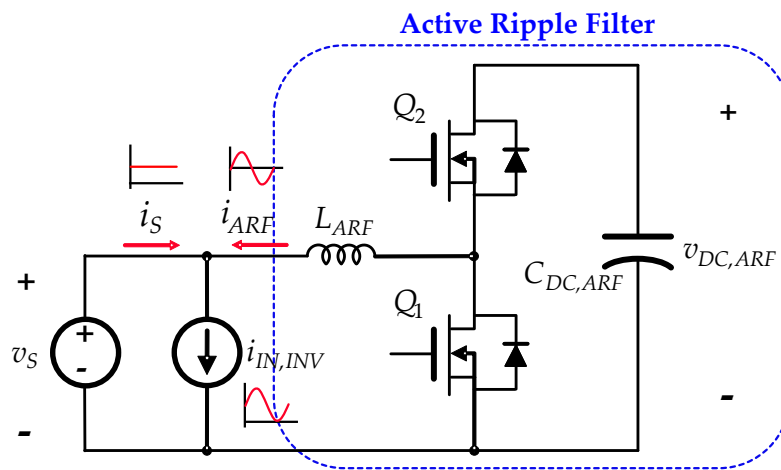 Active Ripple Filter
Q2
+
iS
iARF
LARF
+
+
-
vS
iIN,INV
Q1
CDC,ARF
vDC,ARF
-
-